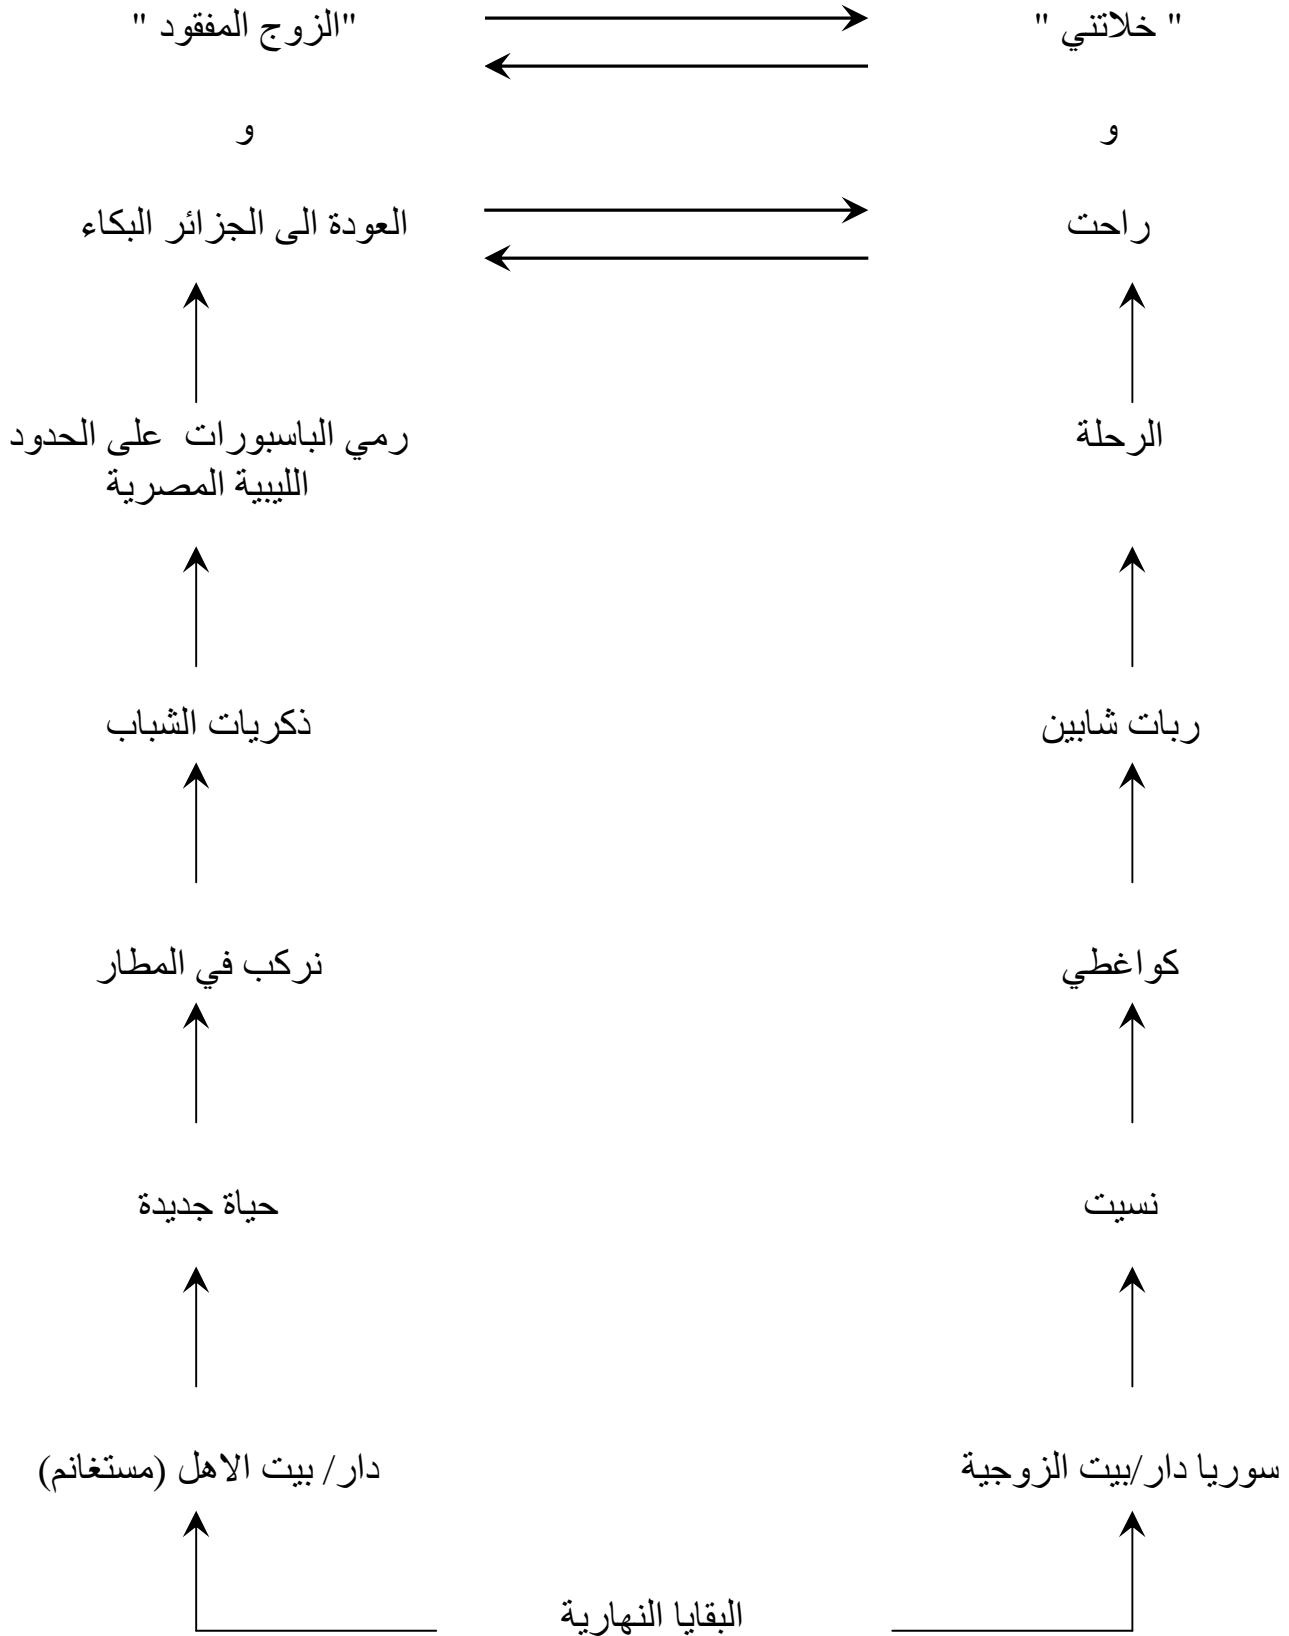 " خلاتني "
"الزوج المفقود "
و
و
راحت
العودة الى الجزائر البكاء
الرحلة
رمي الباسبورات على الحدود
الليبية المصرية
ربات شابين
ذكريات الشباب
كواغطي
نركب في المطار
نسيت
حياة جديدة
سوريا دار/بيت الزوجية
دار/ بيت الاهل (مستغانم)
البقايا النهارية